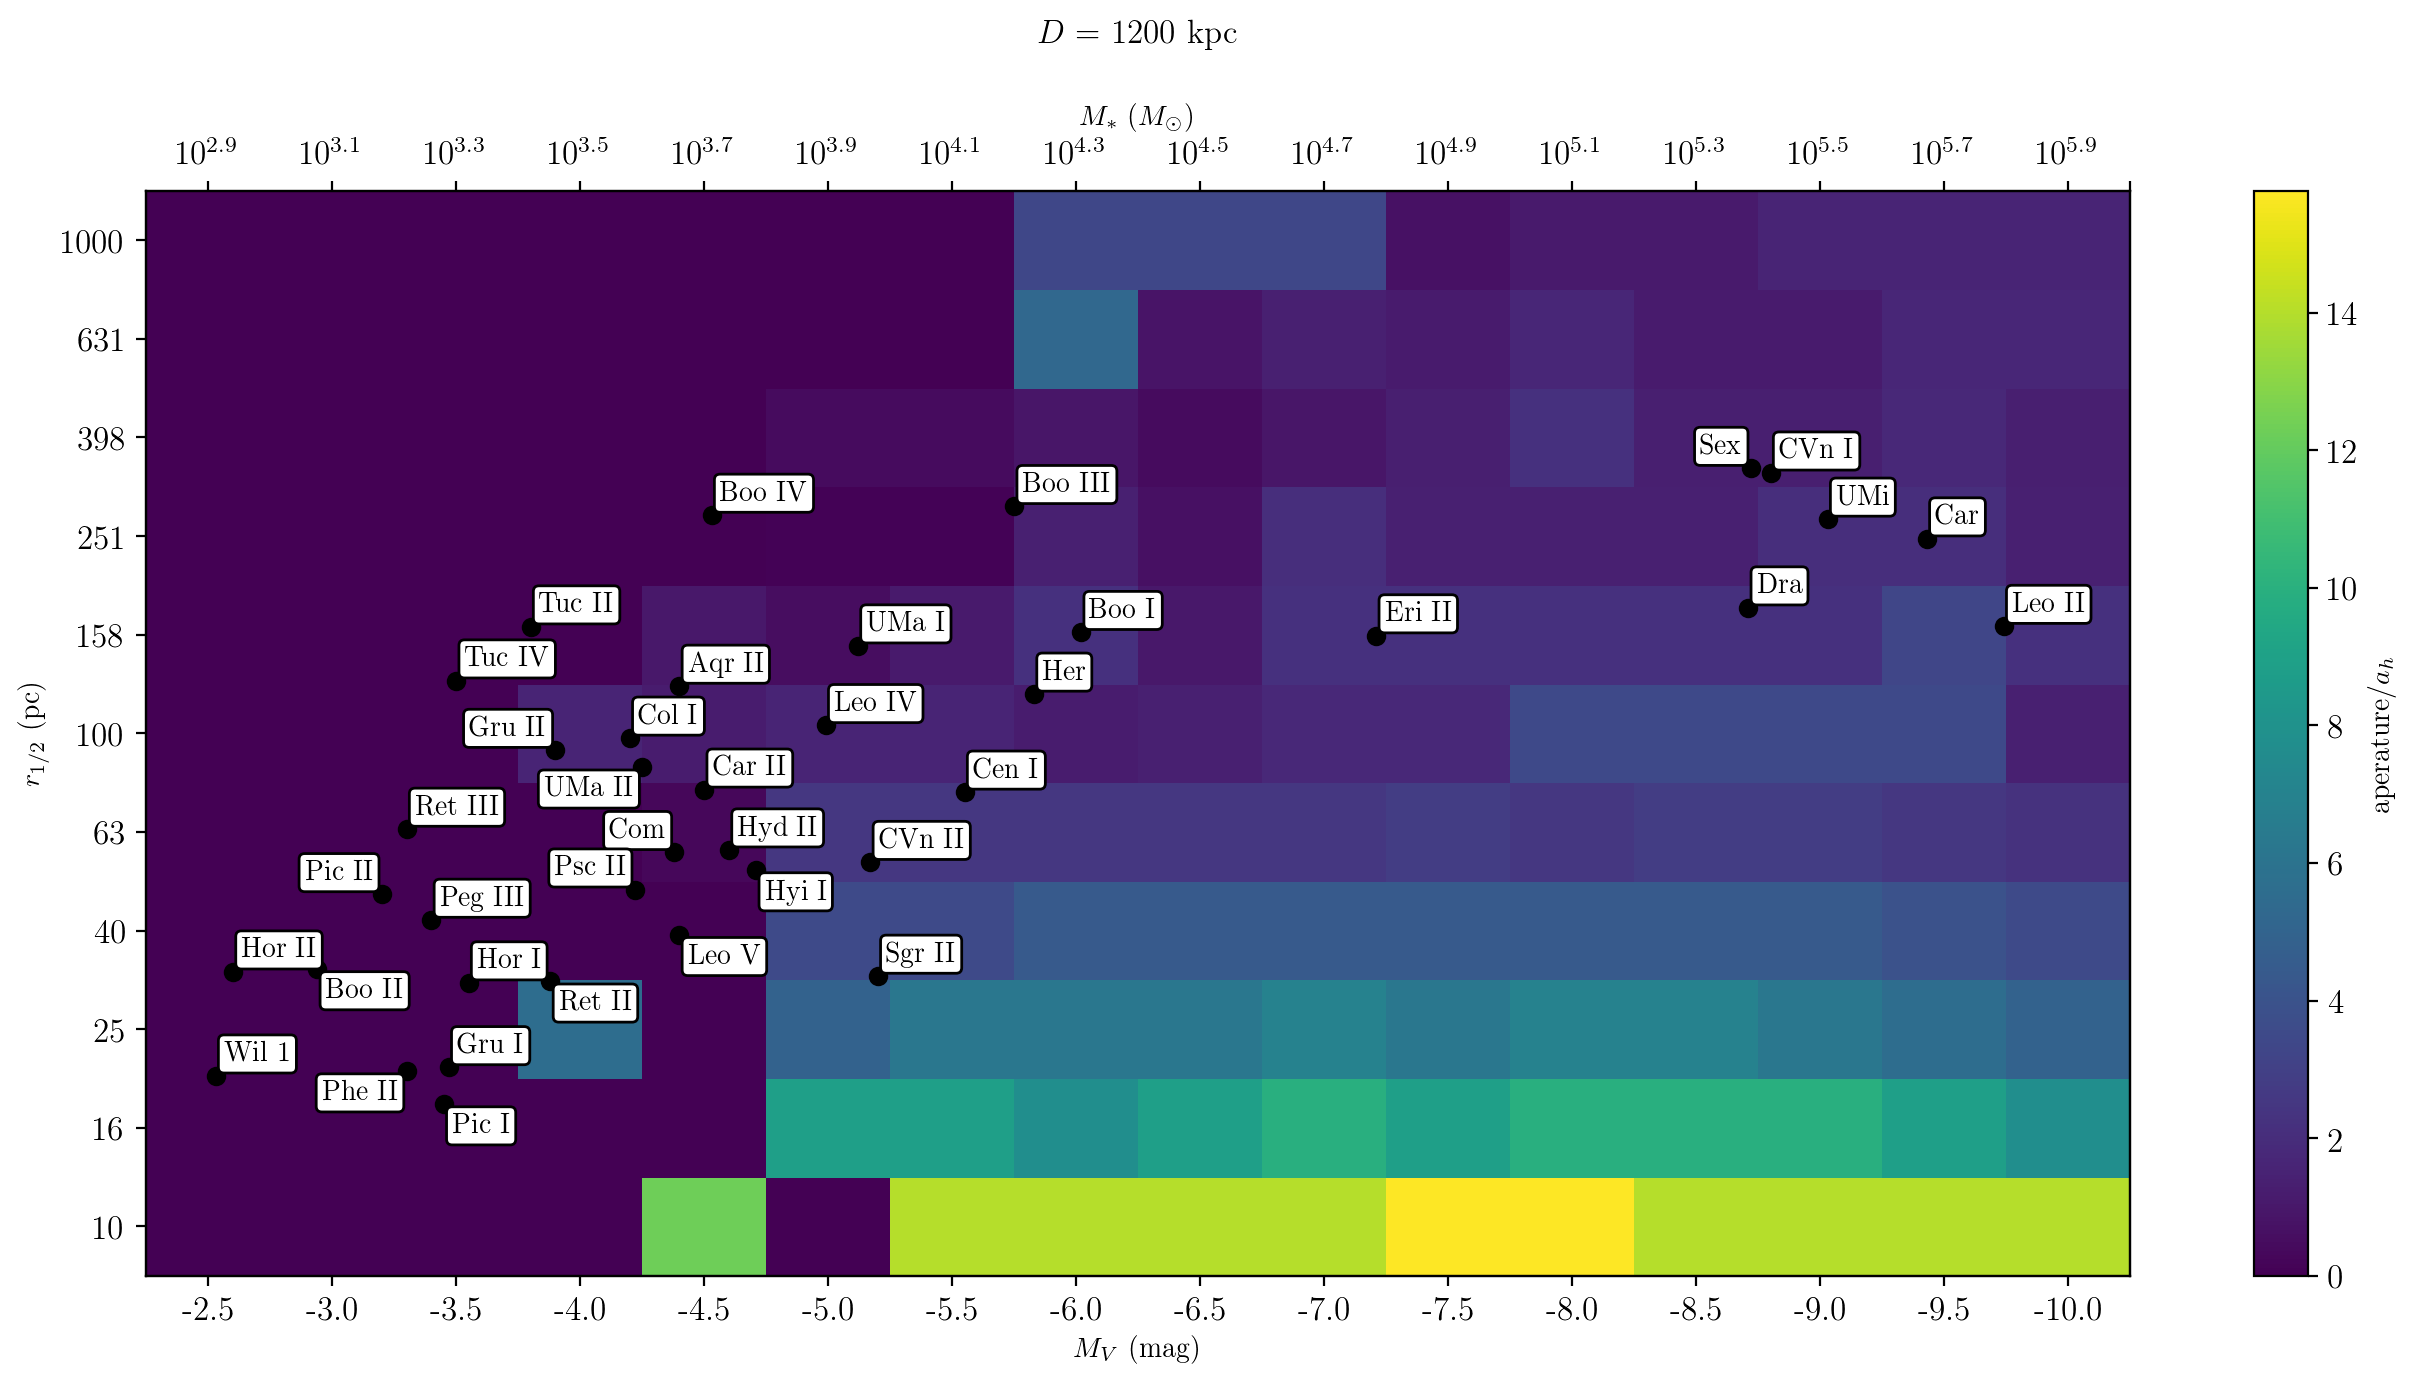 D = 1200 kpc
M* (M⊙)
10^2.9 10^3.1 10^3.3 10^3.5 10^3.7 10^3.9 10^4.1 10^4.3 10^4.5 10^4.7 10^4.9 10^5.1 10^5.3 10^5.5 10^5.7 10^5.9
1000
631
398
251
158
100
63
40
25
16
10
r1/2 (pc)
Sex
CVn I
Boo IV
Boo III
UMi
Car
Tuc II
UMa I
Boo I
Eri II
Dra
Leo II
Tuc IV
Aqr II
Her
Gru II
Col I
Leo IV
UMa II
Car II
Cen I
Ret III
Com
Hyd II
CVn II
Pic II
Psc II
Peg III
Hyi I
Hor II
Boo II
Hor I
Ret II
Leo V
Sgr II
Wil 1
Gru I
Phe II
Pic I
-2.5 -3.0 -3.5 -4.0 -4.5 -5.0 -5.5 -6.0 -6.5 -7.0 -7.5 -8.0 -8.5 -9.0 -9.5 -10.0
MV (mag)
14
12
10
8
6
4
2
0
aperature/ah